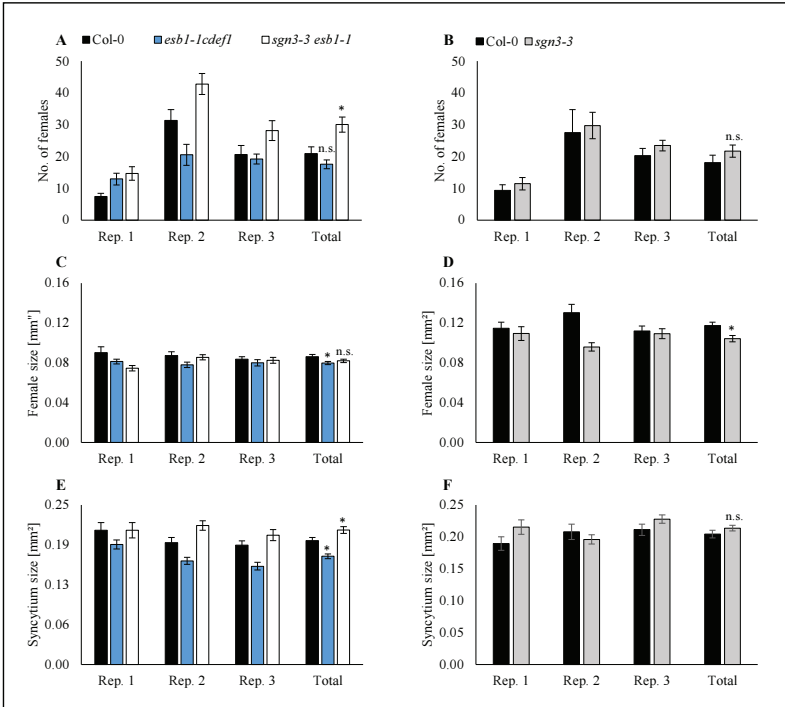 A Col-0 esb1-1cdef1 sgn3-3 esb1-1
No. of females
50
40
30
20
10
0
n.s.
*
Rep. 1 Rep. 2 Rep. 3 Total
B Col-0 sgn3-3
No. of females
50
40
30
20
10
0
n.s.
Rep. 1 Rep. 2 Rep. 3 Total
C
Female size [mm"]
0.16
0.12
0.08
0.04
0.00
* n.s.
Rep. 1 Rep. 2 Rep. 3 Total
D
Female size [mm²]
0.16
0.12
0.08
0.04
0.00
*
Rep. 1 Rep. 2 Rep. 3 Total
E
Syncytium size [mm²]
0.25
0.19
0.13
0.06
0.00
*
*
Rep. 1 Rep. 2 Rep. 3 Total
F
Syncytium size [mm²]
0.25
0.20
0.15
0.10
0.05
0.00
n.s.
Rep. 1 Rep. 2 Rep. 3 Total